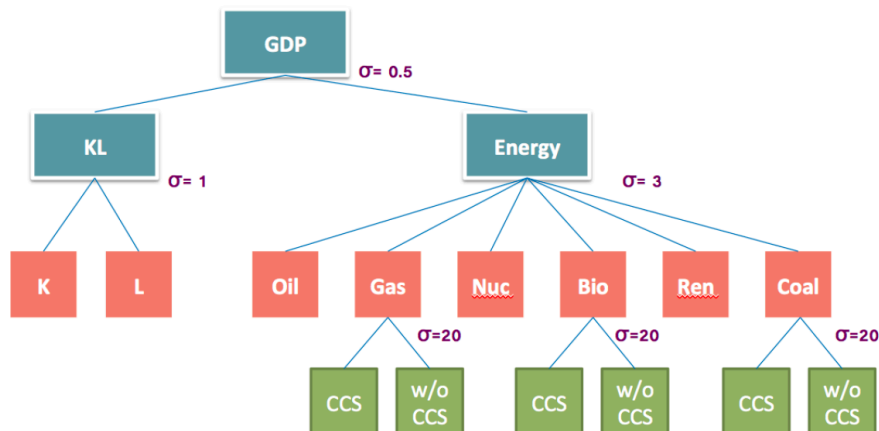 GDP
σ= 0.5
KL
Energy
σ= 1
σ= 3
K
L
Oil
Gas
Nuc
Bio
Ren
Coal
σ=20
σ=20
σ=20
CCS
w/o
CCS
CCS
w/o
CCS
CCS
w/o
CCS